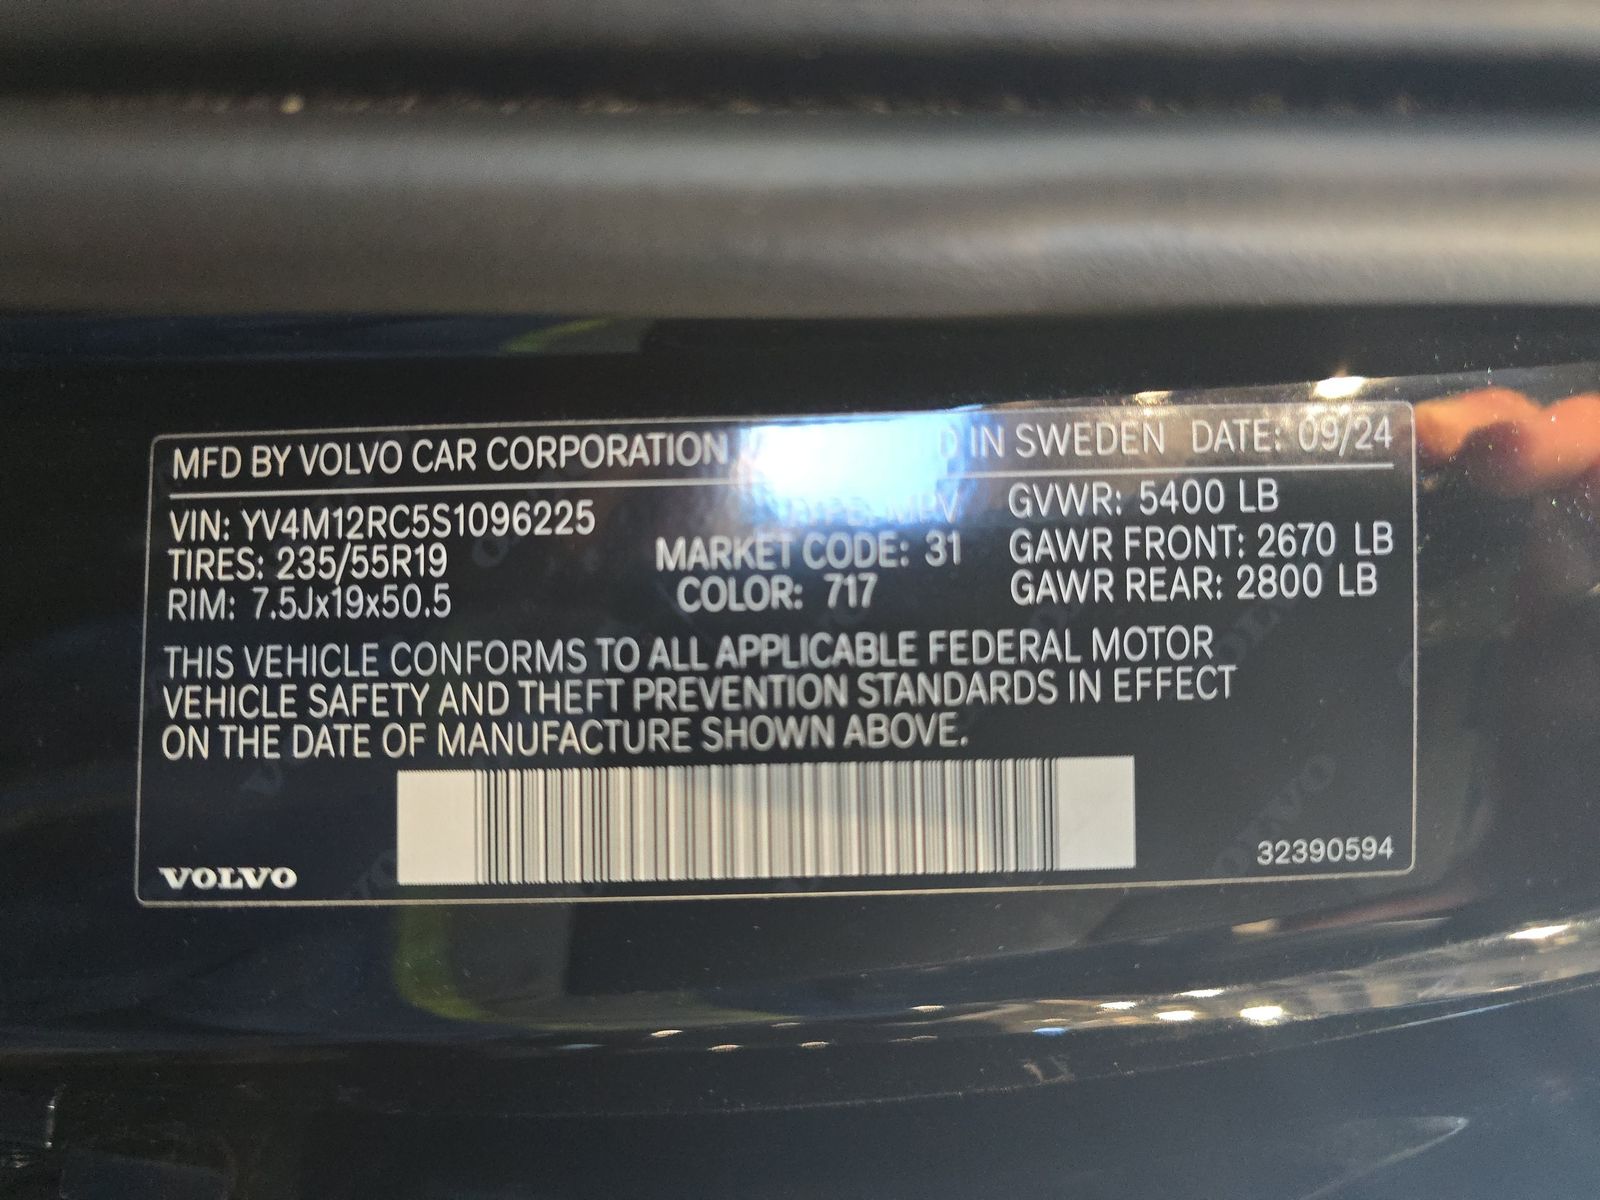 MFD BY VOLVO CAR CORPORATION IN SWEDEN DATE: 09/24
VIN: YV4M12RC5S1096225 TYPE: MPV GVWR: 5400 LB
TIRES: 235/55R19 MARKET CODE: 31 GAWR FRONT: 2670 LB
RIM: 7.5Jx19x50.5 COLOR: 717 GAWR REAR: 2800 LB
THIS VEHICLE CONFORMS TO ALL APPLICABLE FEDERAL MOTOR
VEHICLE SAFETY AND THEFT PREVENTION STANDARDS IN EFFECT
ON THE DATE OF MANUFACTURE SHOWN ABOVE.
VOLVO 32390594